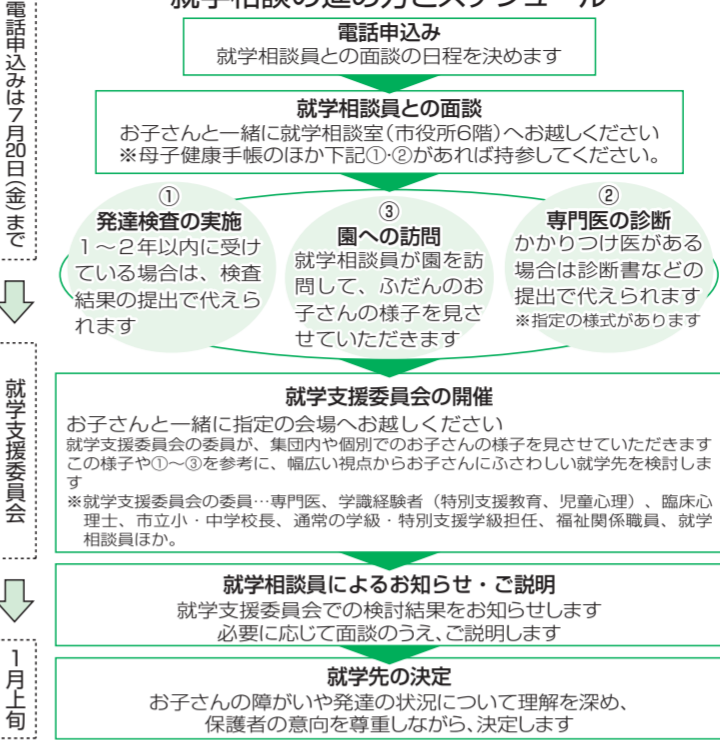 就学相談の進め方とスケジュール
電話申込みは7月20日(金)まで
就学支援委員会
1月上旬
電話申込み
就学相談員との面談の日程を決めます
就学相談員との面談
お子さんと一緒に就学相談室(市役所6階)へお越しください
※母子健康手帳のほか下記①・②があれば持参してください。
①
発達検査の実施
1〜2年以内に受け
ている場合は、検査
結果の提出で代えら
れます
③
園への訪問
就学相談員が園を訪
問して、ふだんのお
子さんの様子を見さ
せていただきます
②
専門医の診断
かかりつけ医がある
場合は診断書などの
提出で代えられます
※指定の様式があります
就学支援委員会の開催
お子さんと一緒に指定の会場へお越しください
就学支援委員会の委員が、集団内や個別でのお子さんの様子を見させていただきます
この様子や①〜③を参考に、幅広い視点からお子さんにふさわしい就学先を検討しま
す
※就学支援委員会の委員…専門医、学識経験者(特別支援教育、児童心理)、臨床心
理士、市立小・中学校長、通常の学級・特別支援学級担任、福祉関係職員、就学
相談員ほか。
就学相談員によるお知らせ・ご説明
就学支援委員会での検討結果をお知らせします
必要に応じて面談のうえ、ご説明します
就学先の決定
お子さんの障がいや発達の状況について理解を深め、
保護者の意向を尊重しながら、決定します